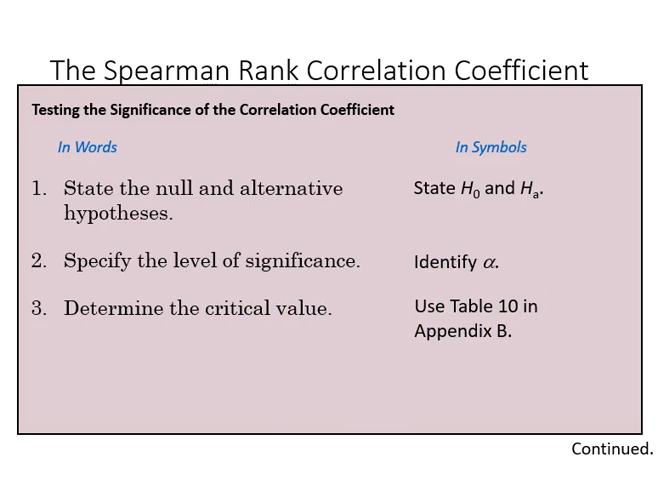 The Spearman Rank Correlation Coefficient
Testing the Significance of the Correlation Coefficient
In Words
In Symbols
1. State the null and alternative
hypotheses.
State H₀ and Hₐ.
2. Specify the level of significance.
Identify α.
3. Determine the critical value.
Use Table 10 in
Appendix B.
Continued.